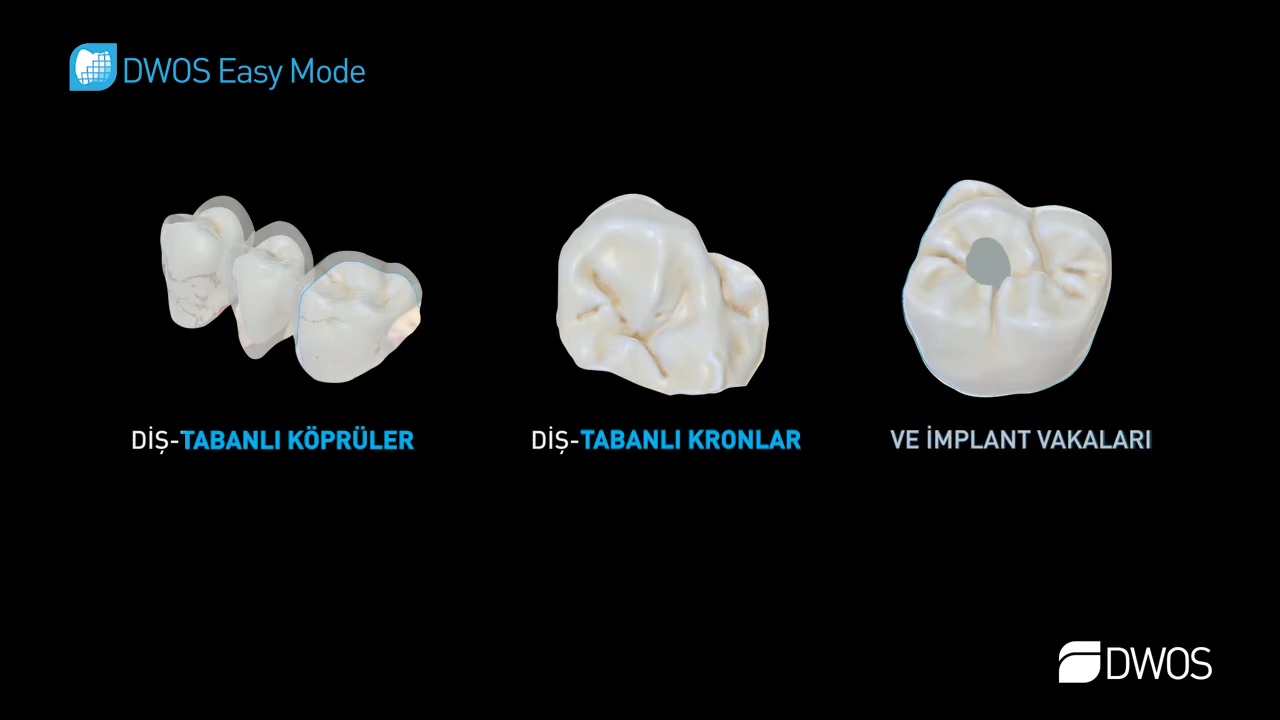 DWOS Easy Mode
DİŞ-TABANLI KÖPRÜLER
DİŞ-TABANLI KRONLAR
VE İMPLANT VAKALARI
DWOS